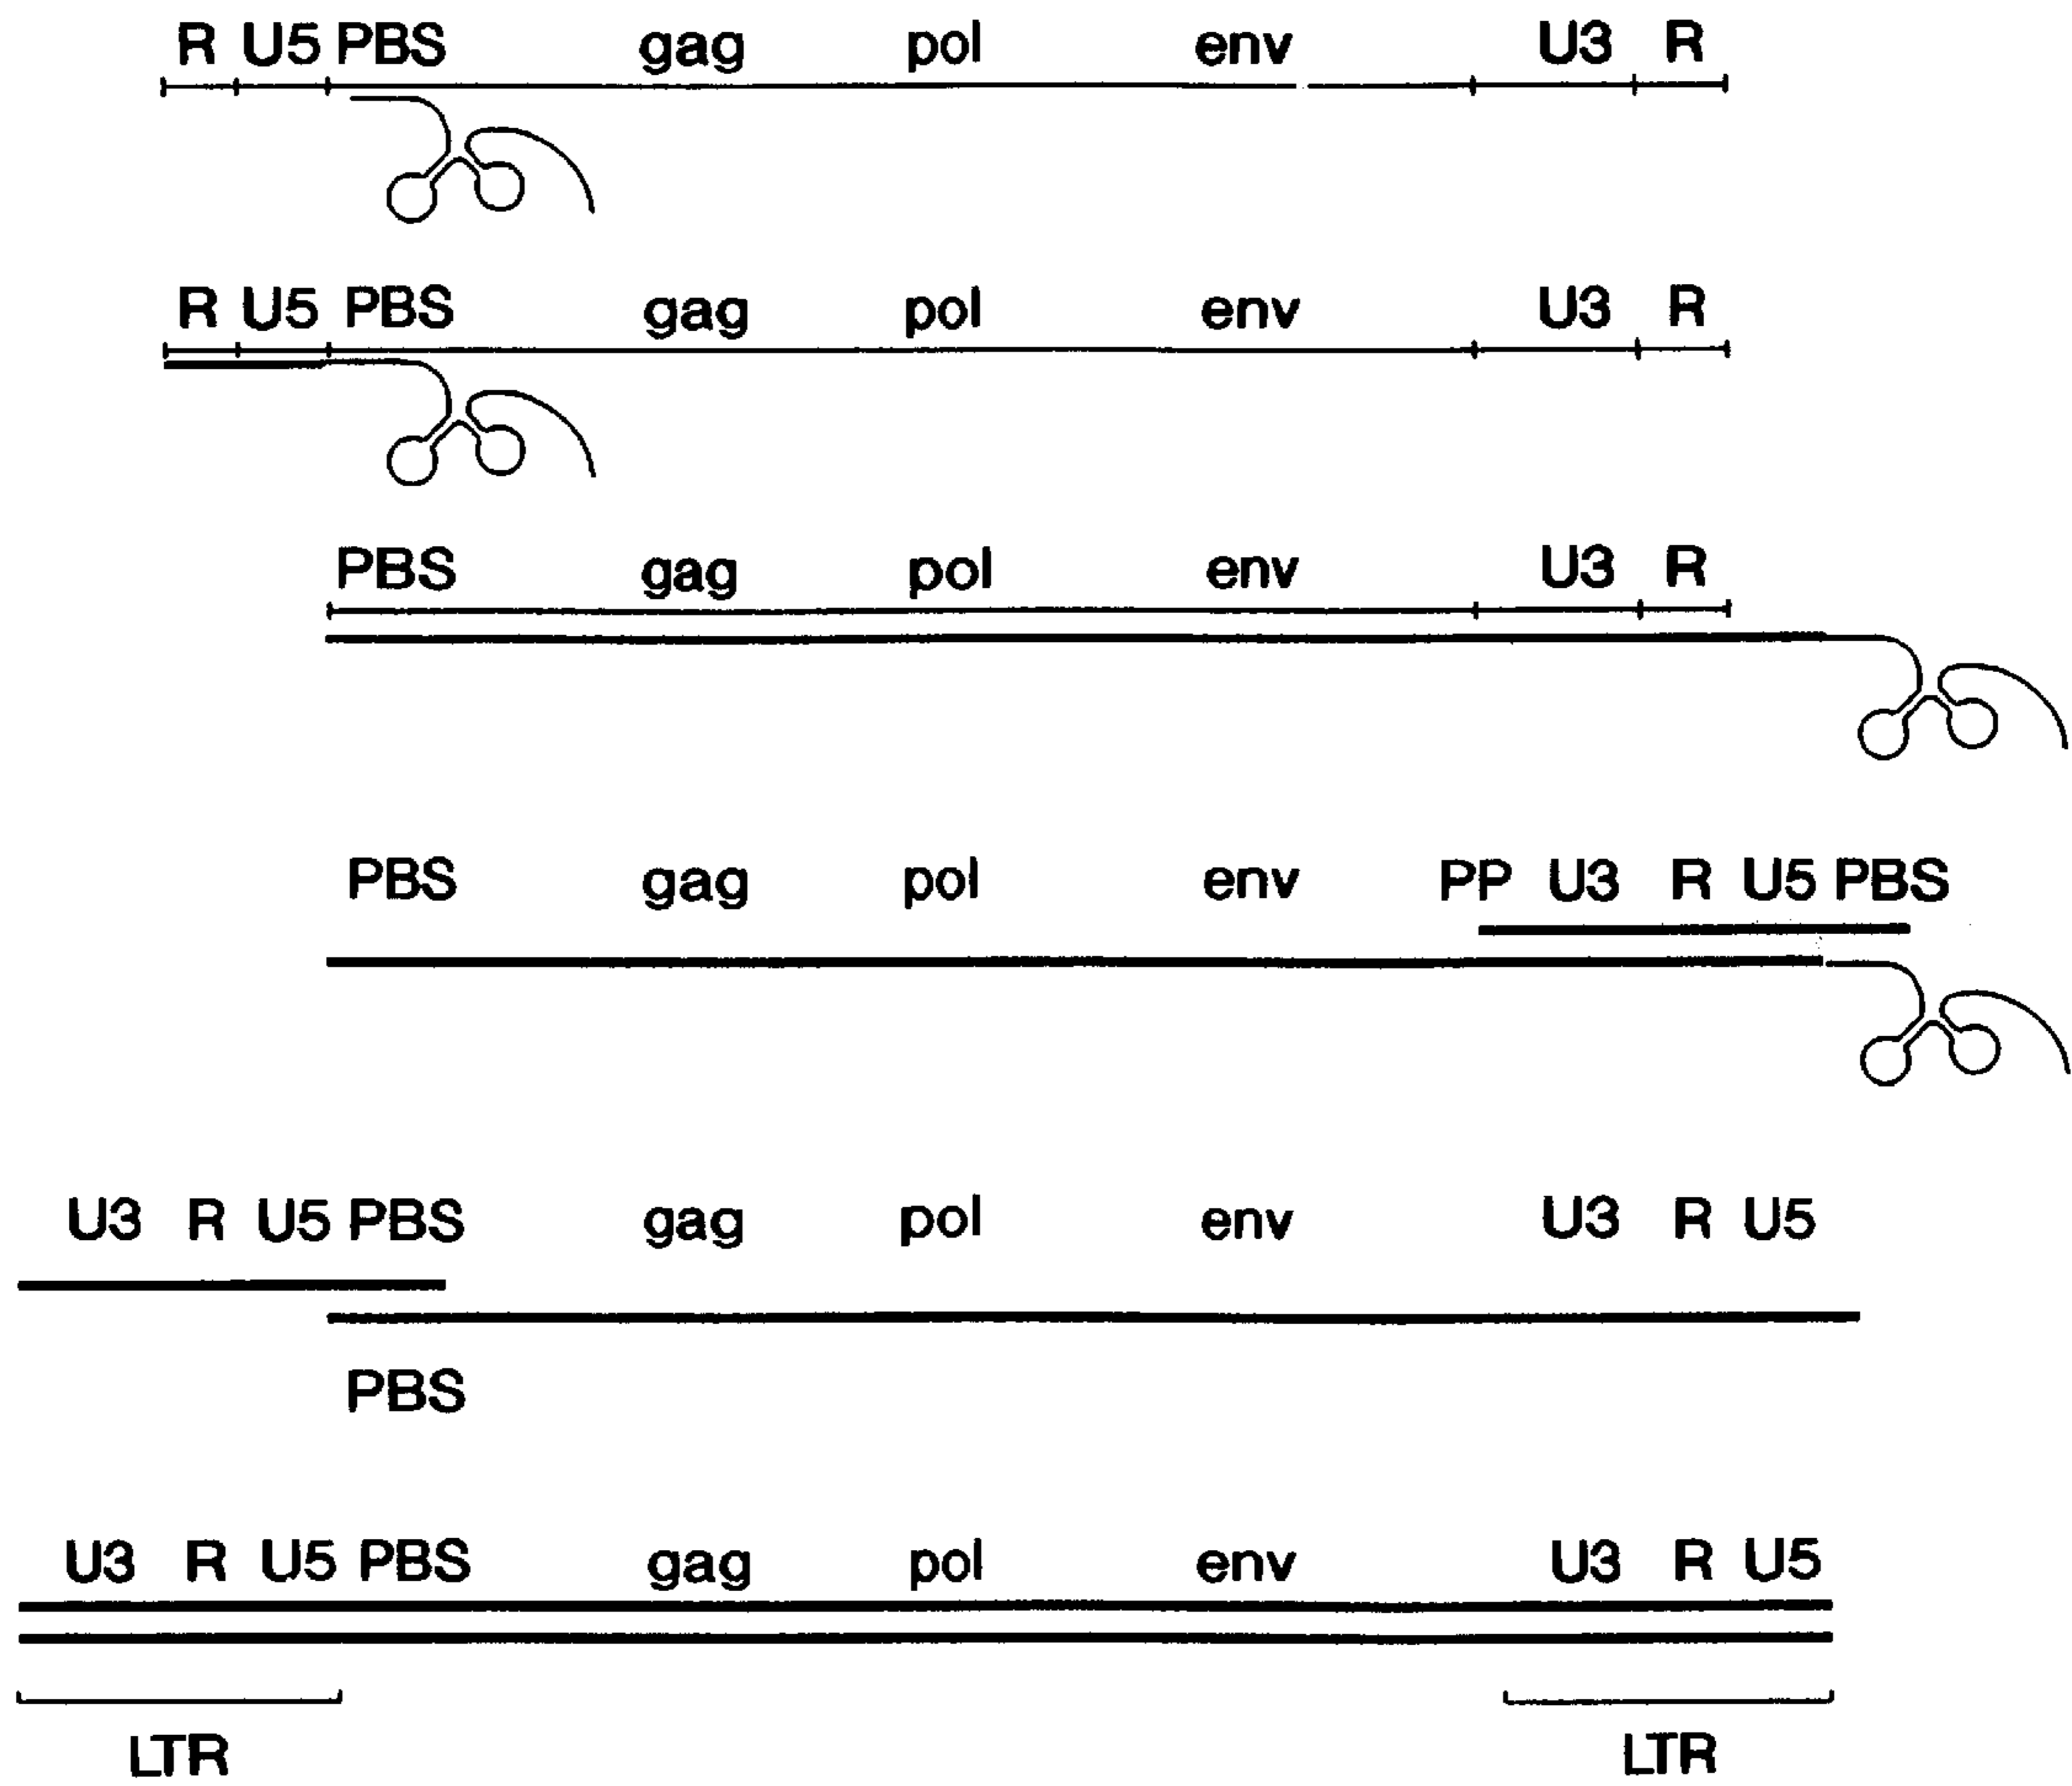 R U5 PBS gag pol env U3 R
R U5 PBS gag pol env U3 R
PBS gag pol env U3 R
PBS gag pol env PP U3 R U5 PBS
U3 R U5 PBS gag pol env U3 R U5
PBS
U3 R U5 PBS gag pol env U3 R U5
LTR LTR